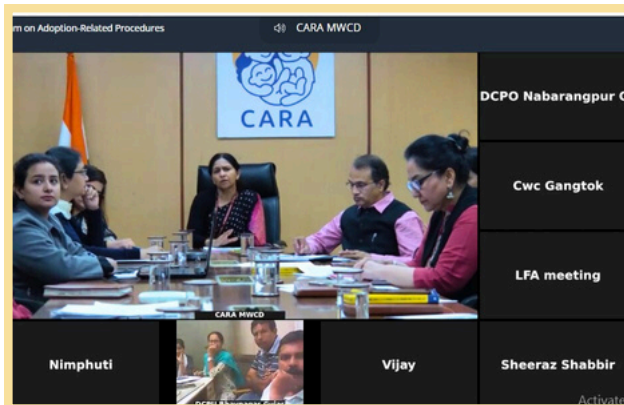 m on Adoption-Related Procedures
CARA MWCD
CARA
DCPO Nabarangpur
Cwc Gangtok
LFA meeting
CARA MWCD
Nimphuti
Vijay
Sheeraz Shabbir
Activate